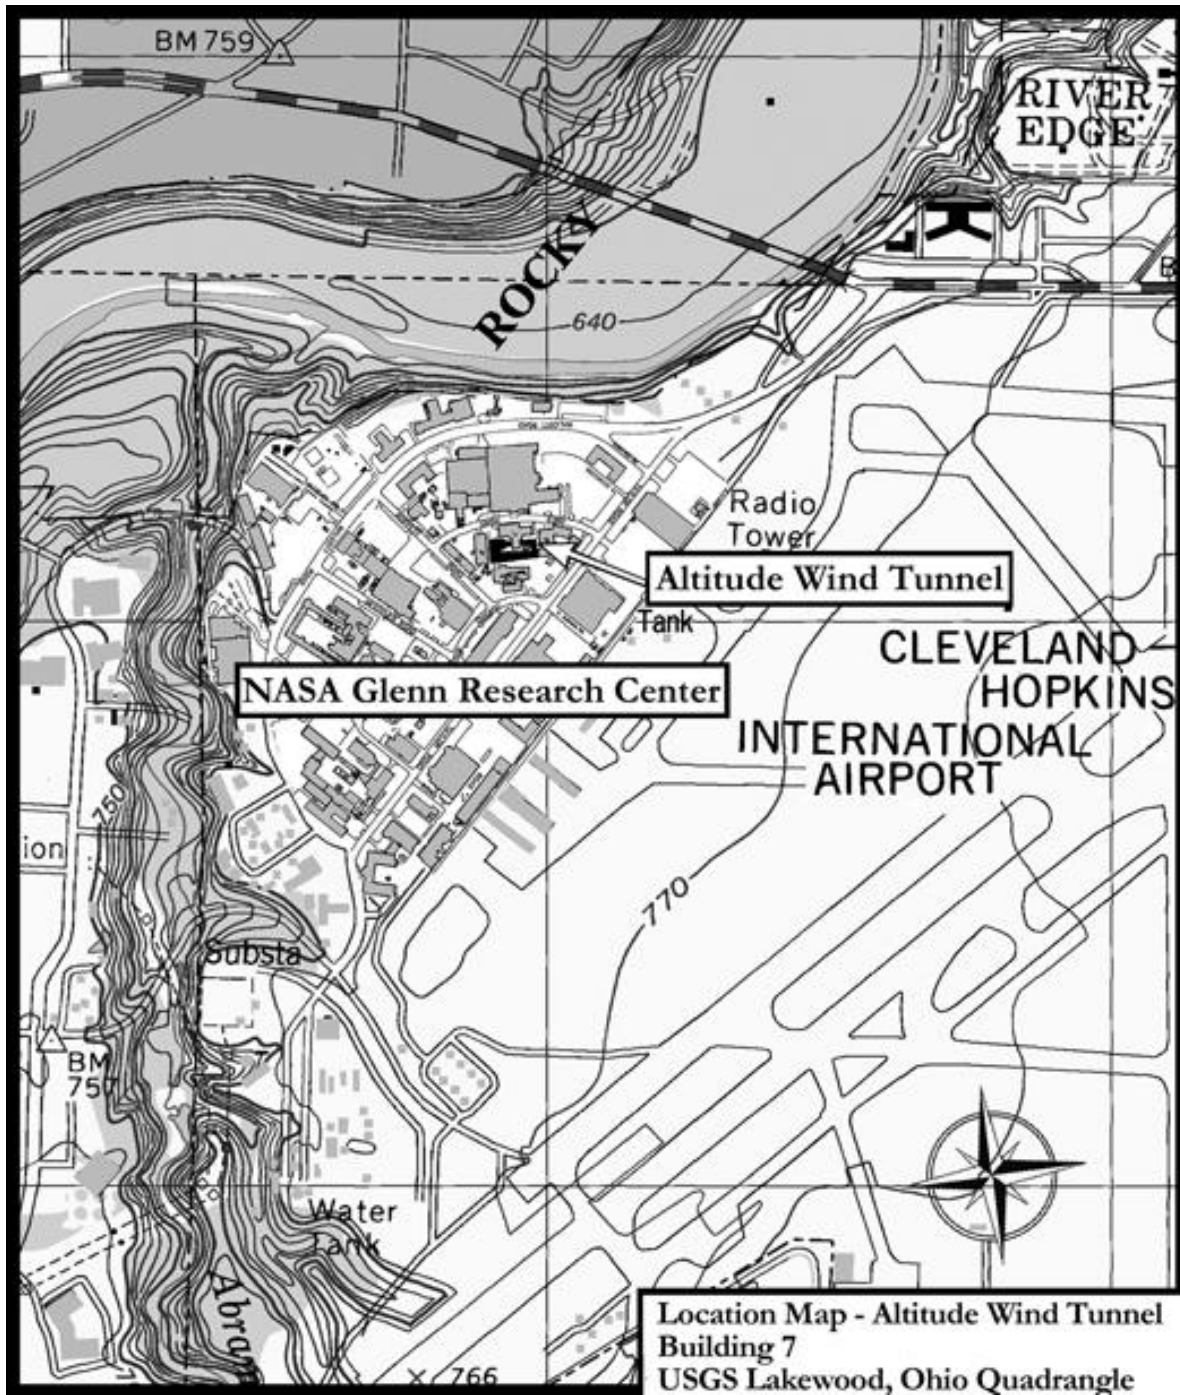 BM 759
RIVER
EDGE
ROCKY
640
Radio
Tower
Altitude Wind Tunnel
Tank
CLEVELAND
HOPKINS
NASA Glenn Research Center
INTERNATIONAL
AIRPORT
750
ion
770
Substa
BM
757
Water
Tank
Abram
766
Location Map - Altitude Wind Tunnel
Building 7
USGS Lakewood, Ohio Quadrangle